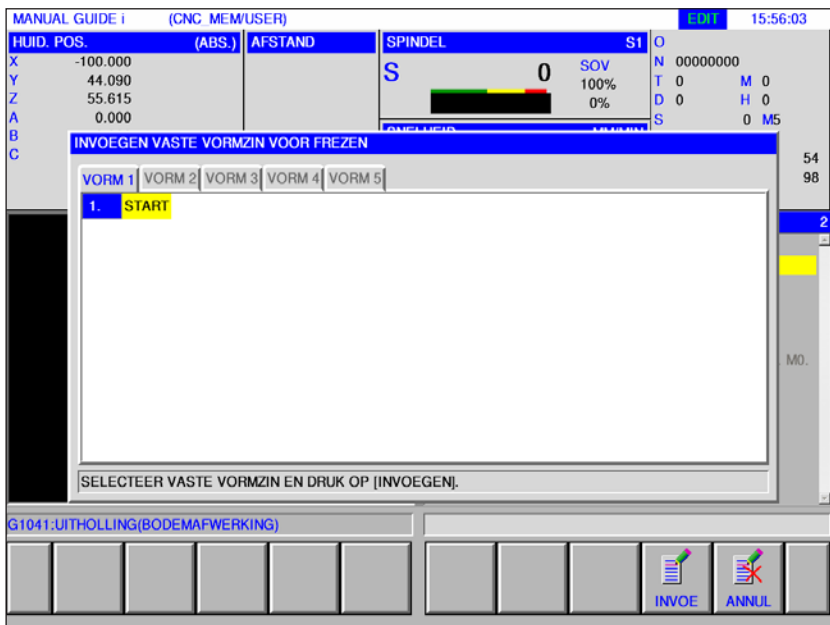 MANUAL GUIDE i (CNC_MEM/USER) EDIT 15:56:03
HUID. POS. (ABS.) AFSTAND SPINDEL S1 O
X -100.000 S 0 SOV N 00000000
Y 44.090 100% T 0 M 0
Z 55.615 0% D 0 H 0
A 0.000 S 0 M5
B
C 54
98
INVOEGEN VASTE VORMZIN VOOR FREZEN
VORM 1 VORM 2 VORM 3 VORM 4 VORM 5
1. START
2
M0.
SELECTEER VASTE VORMZIN EN DRUK OP [INVOEGEN].
G1041:UITHOLLING(BODEMAFWERKING)
INVOE ANNUL